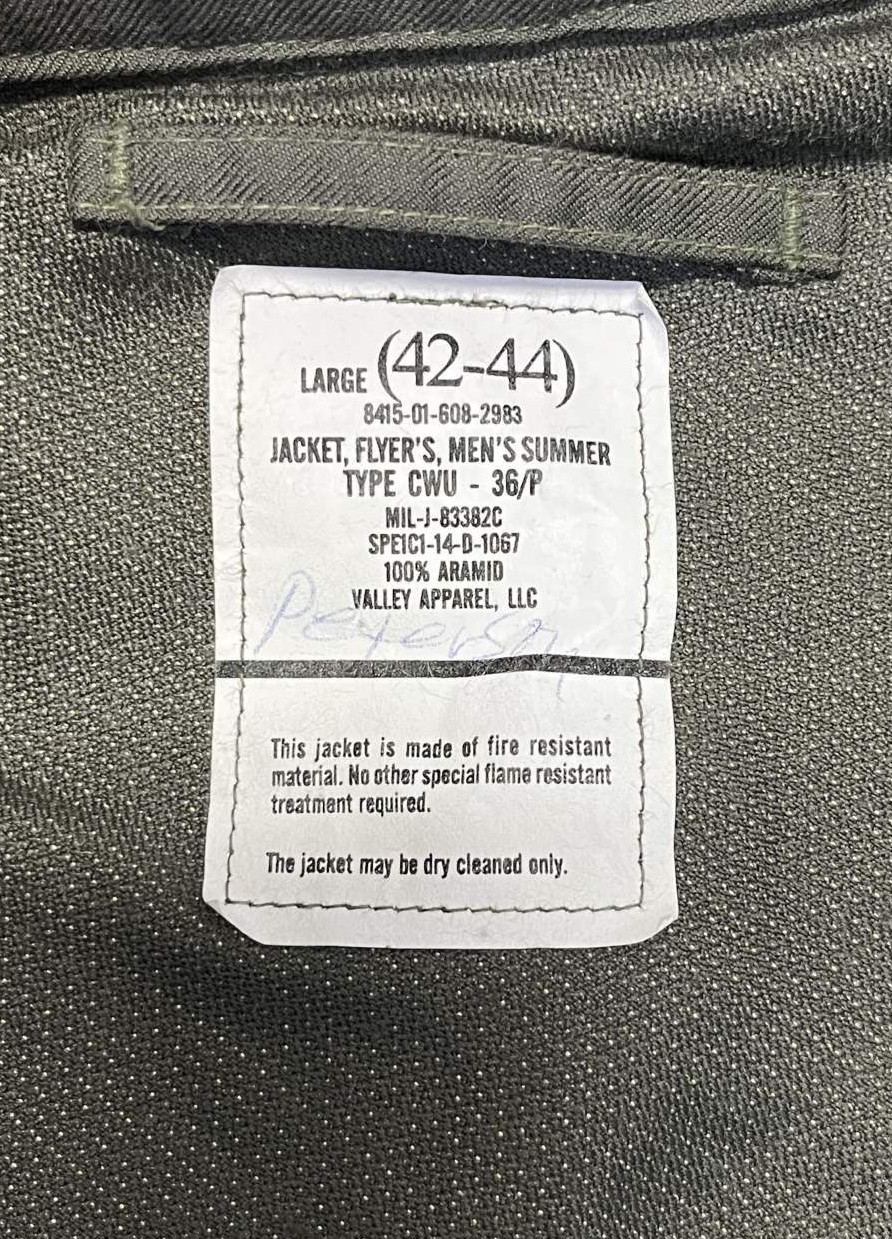 LARGE (42-44)
8415-01-608-2983
JACKET, FLYER'S, MEN'S SUMMER
TYPE CWU - 36/P
MIL-J-83382C
SPE1C1-14-D-1067
100% ARAMID
VALLEY APPAREL, LLC
Peterson
This jacket is made of fire resistant
material. No other special flame resistant
treatment required.
The jacket may be dry cleaned only.